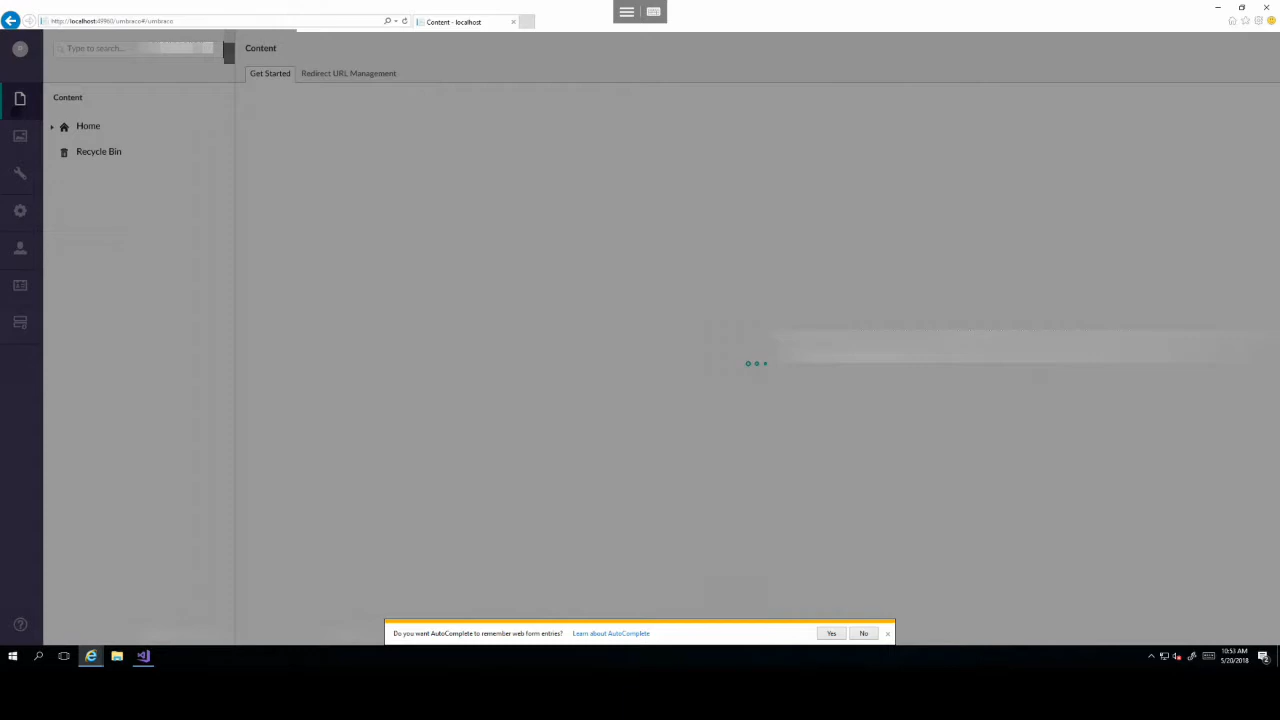 http://localhost:49960/umbraco#/umbraco
Content - localhost
Type to search...
Content
Get Started
Redirect URL Management
Content
Home
Recycle Bin
Do you want AutoComplete to remember web form entries?
Learn about AutoComplete
Yes
No
10:53 AM
5/20/2018
2